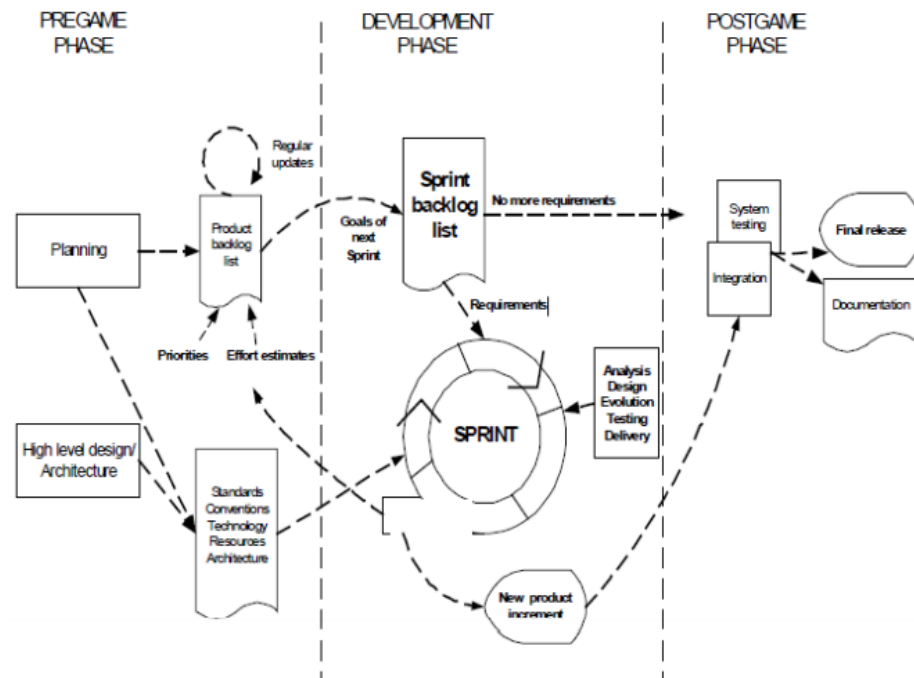 PREGAME
PHASE
DEVELOPMENT
PHASE
POSTGAME
PHASE
Regular
updates
Planning
Product
backlog
list
Priorities
Effort estimates
High level design/
Architecture
Standards
Conventions
Technology
Resources
Architecture
Goals of
next
Sprint
Sprint
backlog
list
No more requirements
Requirements
SPRINT
Analysis
Design
Evolution
Testing
Delivery
New product
increment
System
testing
Integration
Final release
Documentation